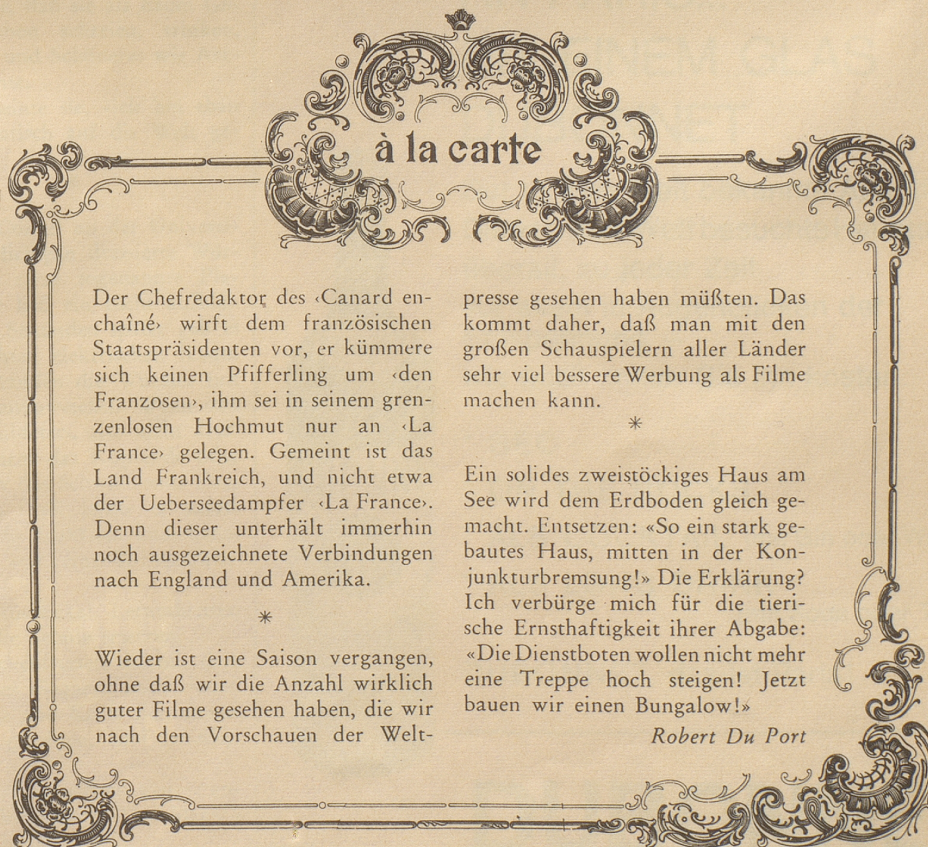 à la carte
Der Chefredaktor des ‹Canard en-
chaîné› wirft dem französischen
Staatspräsidenten vor, er kümmere
sich keinen Pfifferling um ‹den
Franzosen›, ihm sei in seinem gren-
zenlosen Hochmut nur an ‹La
France› gelegen. Gemeint ist das
Land Frankreich, und nicht etwa
der Ueberseedampfer ‹La France›.
Denn dieser unterhält immerhin
noch ausgezeichnete Verbindungen
nach England und Amerika.
*
Wieder ist eine Saison vergangen,
ohne daß wir die Anzahl wirklich
guter Filme gesehen haben, die wir
nach den Vorschauen der Welt-
presse gesehen haben müßten. Das
kommt daher, daß man mit den
großen Schauspielern aller Länder
sehr viel bessere Werbung als Filme
machen kann.
*
Ein solides zweistöckiges Haus am
See wird dem Erdboden gleich ge-
macht. Entsetzen: «So ein stark ge-
bautes Haus, mitten in der Kon-
junkturbremsung!» Die Erklärung?
Ich verbürge mich für die tieri-
sche Ernsthaftigkeit ihrer Abgabe:
«Die Dienstboten wollen nicht mehr
eine Treppe hoch steigen! Jetzt
bauen wir einen Bungalow!»
Robert Du Port